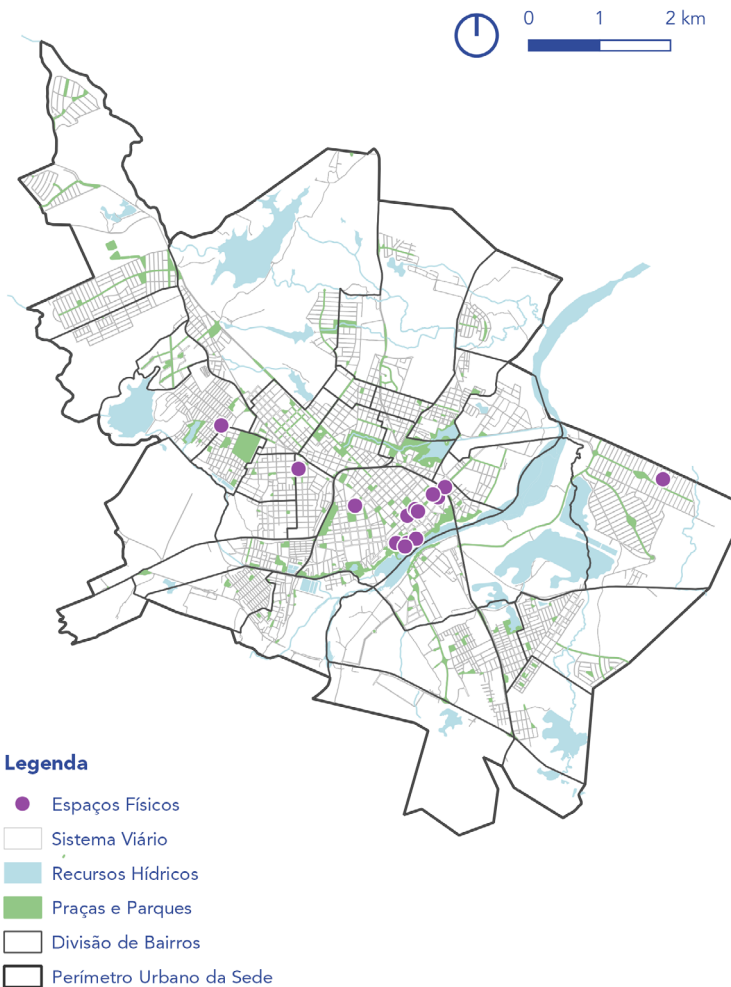 0 1 2 km
Legenda
Espaços Físicos
Sistema Viário
Recursos Hídricos
Praças e Parques
Divisão de Bairros
Perímetro Urbano da Sede